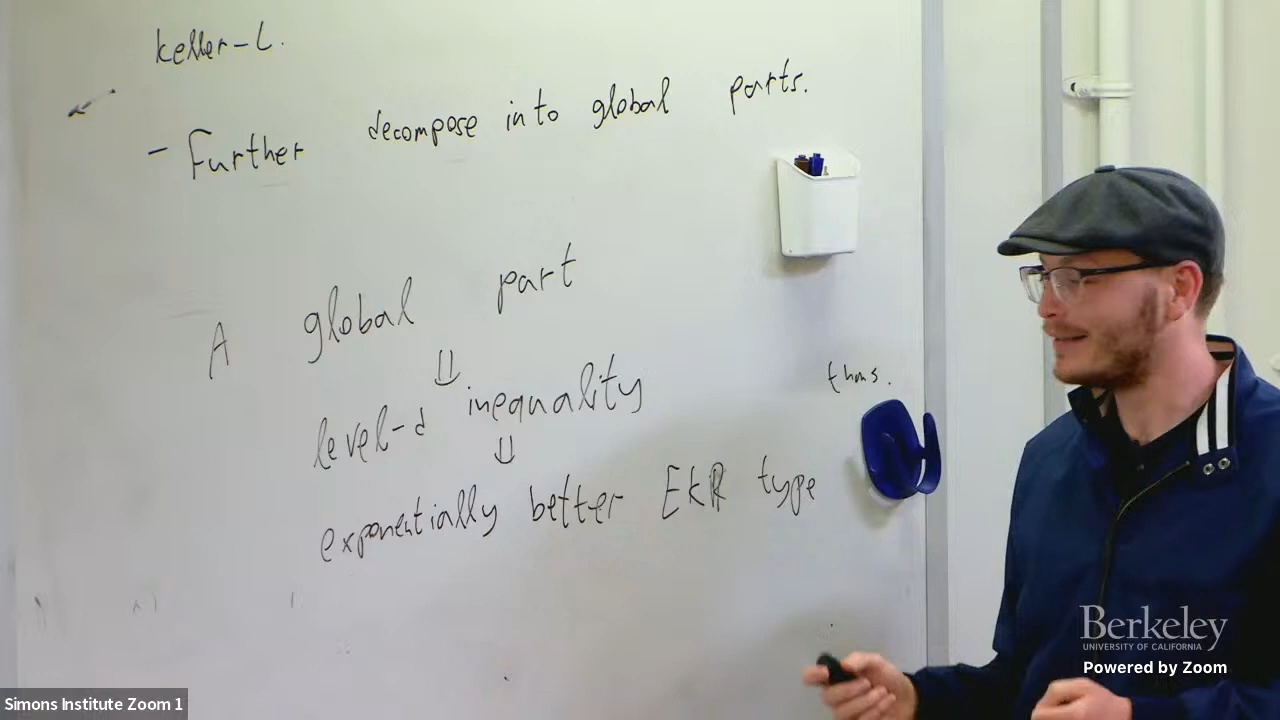 Keller-L.
- Further decompose into global parts.
A global part
⇓
level-d inequality
⇓
exponentially better EKR type
thms.
Berkeley
UNIVERSITY OF CALIFORNIA
Powered by Zoom
Simons Institute Zoom 1